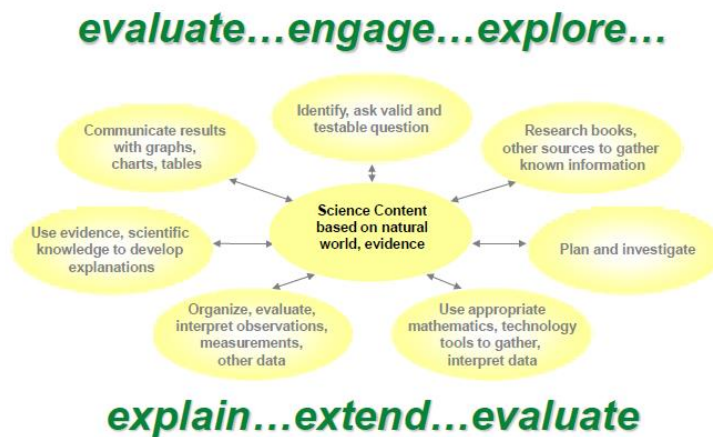 evaluate…engage…explore…
Identify, ask valid and
testable question
Communicate results
with graphs,
charts, tables
Research books,
other sources to gather
known information
Science Content
based on natural
world, evidence
Use evidence, scientific
knowledge to develop
explanations
Plan and investigate
Organize, evaluate,
interpret observations,
measurements,
other data
Use appropriate
mathematics, technology
tools to gather,
interpret data
explain…extend…evaluate